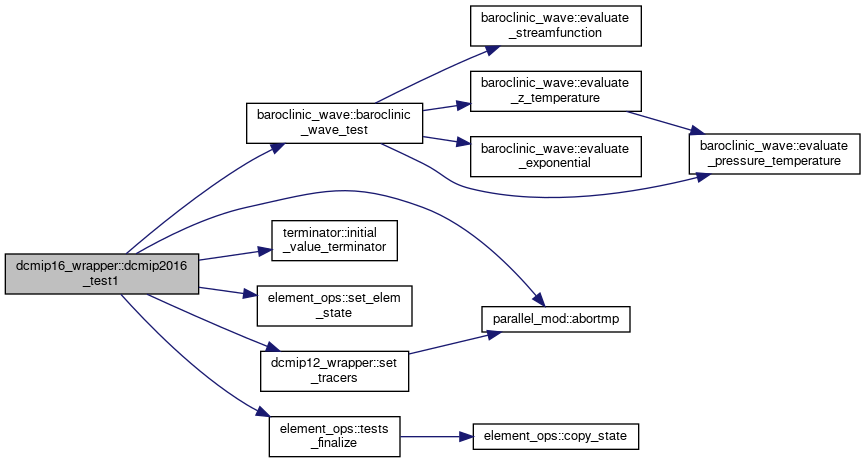 baroclinic_wave::evaluate
_streamfunction
baroclinic_wave::evaluate
_z_temperature
baroclinic_wave::baroclinic
_wave_test
baroclinic_wave::evaluate
_exponential
baroclinic_wave::evaluate
_pressure_temperature
terminator::initial
_value_terminator
dcmip16_wrapper::dcmip2016
_test1
element_ops::set_elem
_state
parallel_mod::abortmp
dcmip12_wrapper::set
_tracers
element_ops::tests
_finalize
element_ops::copy_state